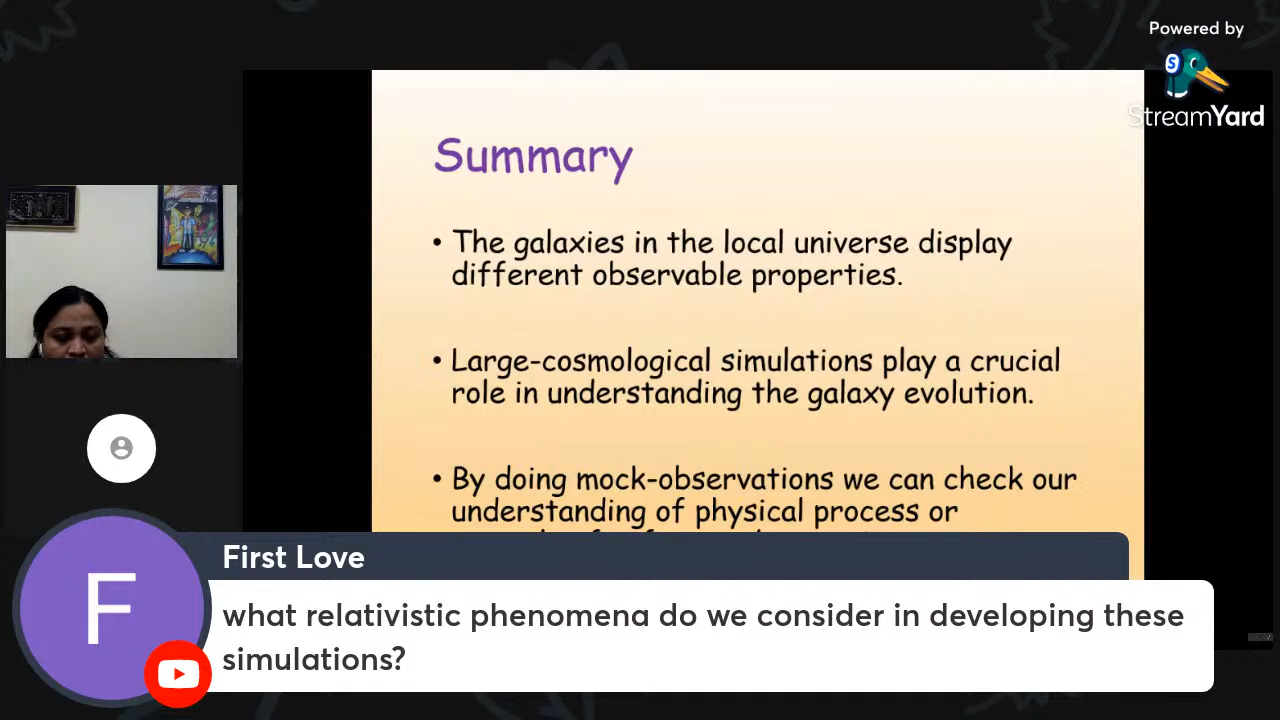 Powered by
StreamYard
Summary
• The galaxies in the local universe display
different observable properties.
• Large-cosmological simulations play a crucial
role in understanding the galaxy evolution.
• By doing mock-observations we can check our
understanding of physical process or
F
First Love
what relativistic phenomena do we consider in developing these
simulations?